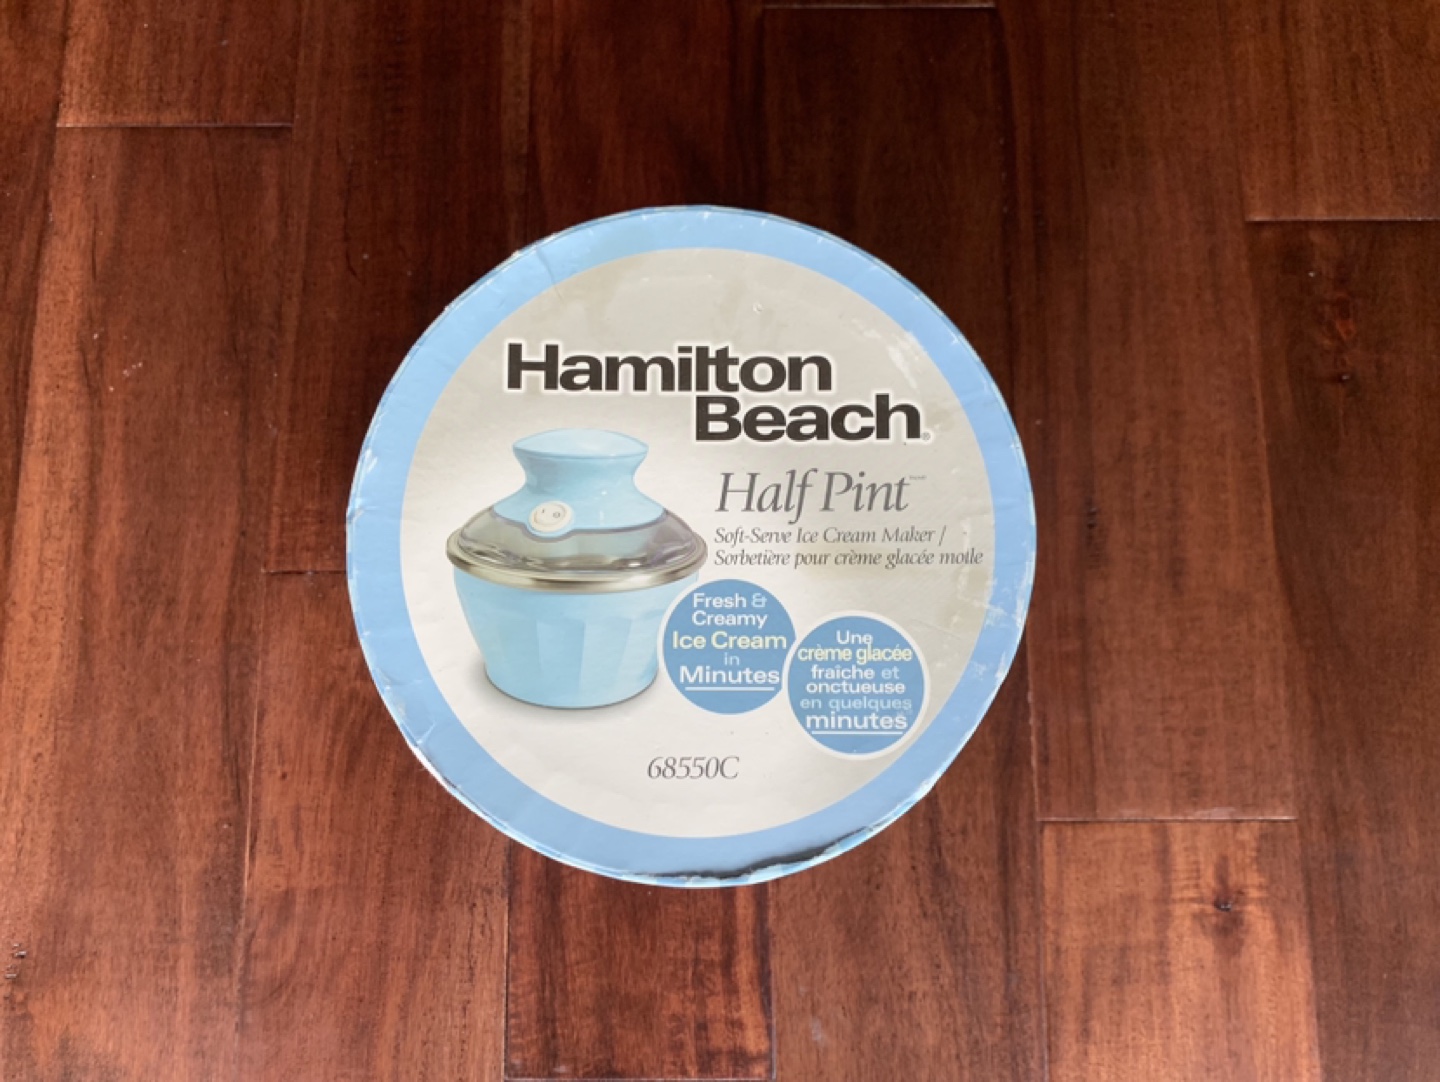 Hamilton
Beach®
Half Pint™
Soft-Serve Ice Cream Maker /
Sorbetière pour crème glacée molle
Fresh &
Creamy
Ice Cream
in
Minutes
Une
crème glacée
fraîche et
onctueuse
en quelques
minutes
68550C